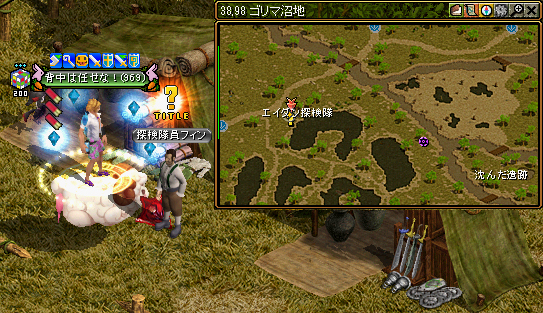 38,98 ゴリマ沼地
背中は任せな！(969)
200
?
TITLE
エイダン探検隊
探検隊員フィン
沈んだ遺跡